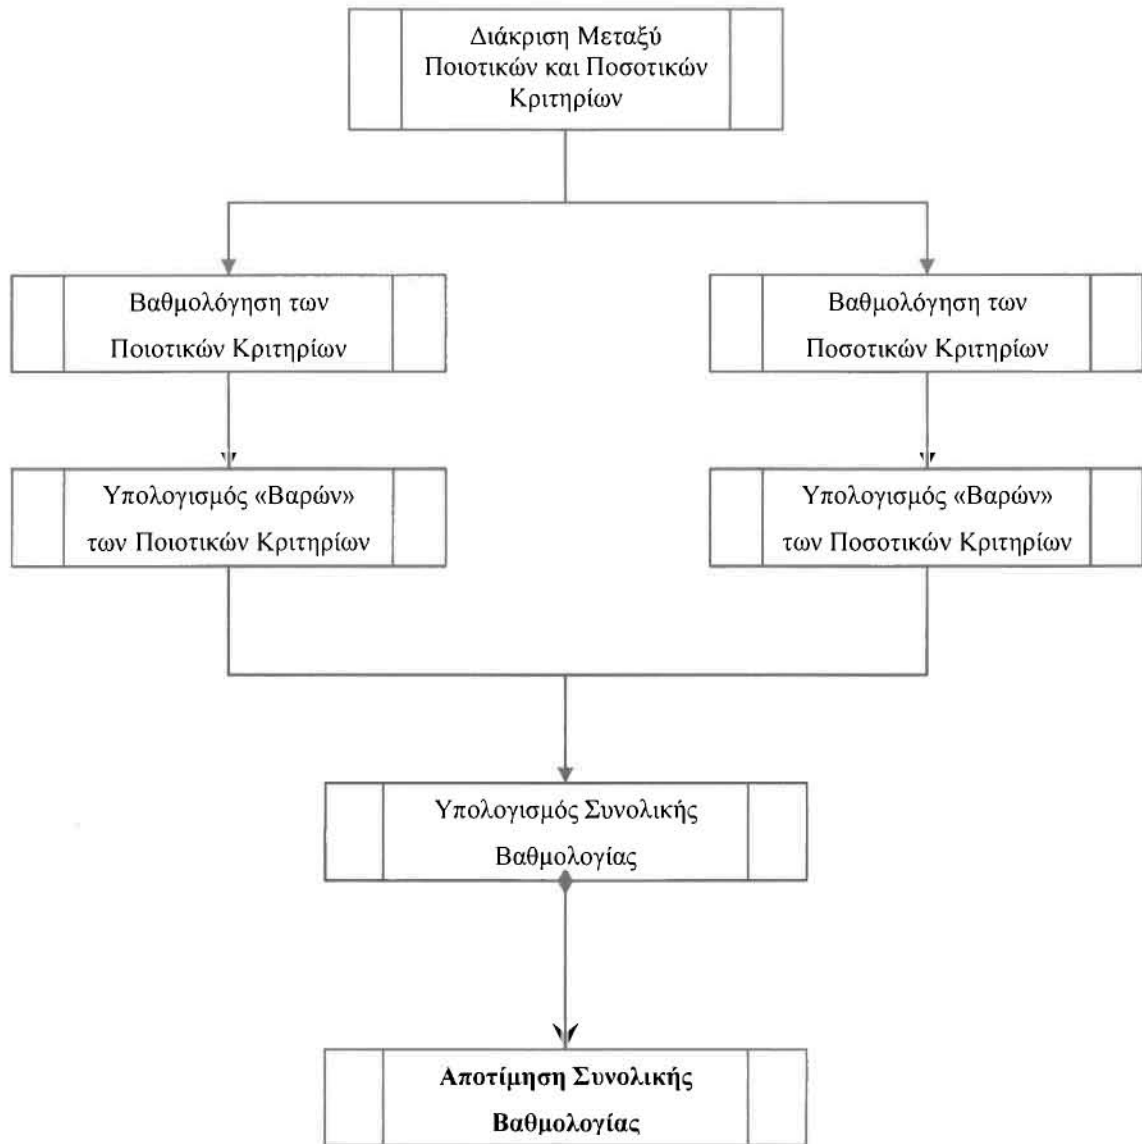 Διάκριση Μεταξύ
Ποιοτικών και Ποσοτικών
Κριτηρίων
Βαθμολόγηση των
Ποιοτικών Κριτηρίων
Βαθμολόγηση των
Ποσοτικών Κριτηρίων
Υπολογισμός «Βαρών»
των Ποιοτικών Κριτηρίων
Υπολογισμός «Βαρών»
των Ποσοτικών Κριτηρίων
Υπολογισμός Συνολικής
Βαθμολογίας
Αποτίμηση Συνολικής
Βαθμολογίας